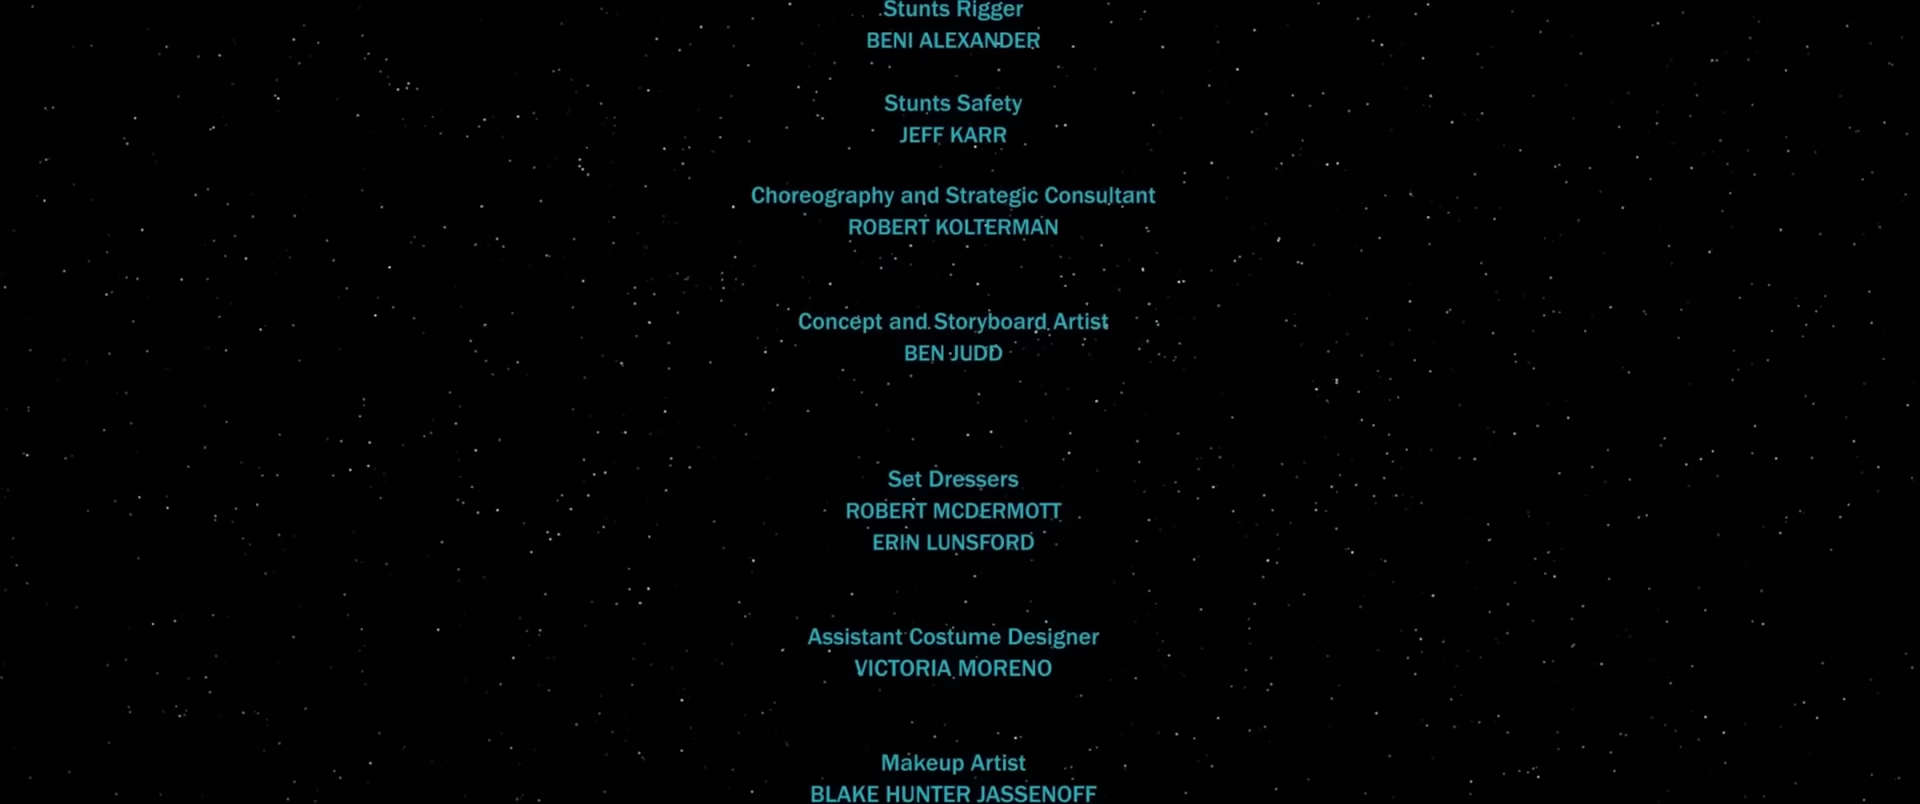 Stunts Rigger
BENI ALEXANDER
Stunts Safety
JEFF KARR
Choreography and Strategic Consultant
ROBERT KOLTERMAN
Concept and Storyboard Artist
BEN JUDD
Set Dressers
ROBERT MCDERMOTT
ERIN LUNSFORD
Assistant Costume Designer
VICTORIA MORENO
Makeup Artist
BLAKE HUNTER JASSENOFF